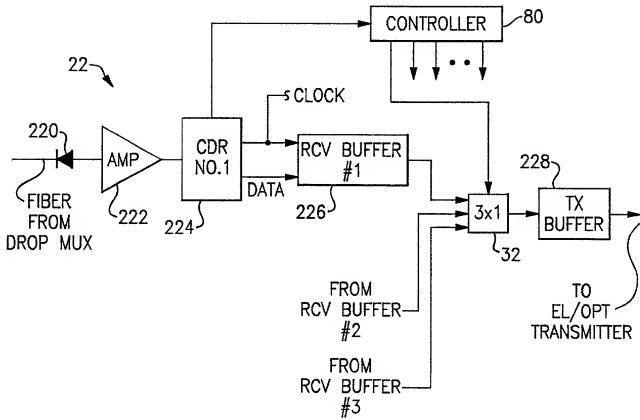 CONTROLLER
80
22
CLOCK
220
AMP
CDR
NO.1
RCV BUFFER
#1
228
TX
BUFFER
3x1
DATA
222
224
226
32
FIBER
FROM
DROP MUX
FROM
RCV BUFFER
#2
TO
EL/OPT
TRANSMITTER
FROM
RCV BUFFER
#3